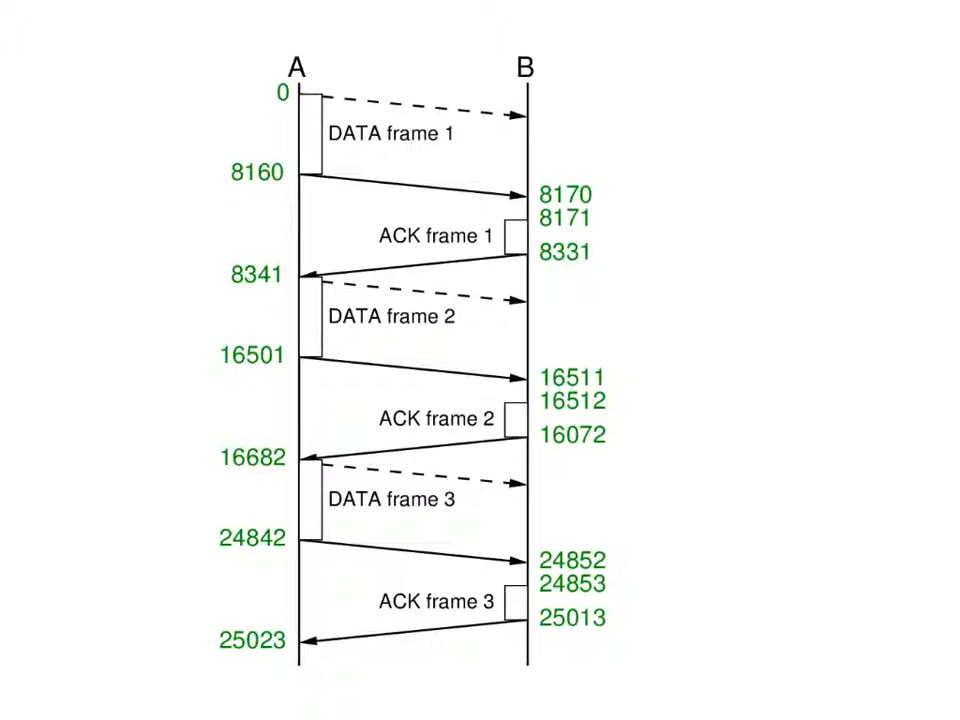 A
B
0
DATA frame 1
8160
8170
8171
ACK frame 1
8331
8341
DATA frame 2
16501
16511
16512
ACK frame 2
16072
16682
DATA frame 3
24842
24852
24853
ACK frame 3
25013
25023